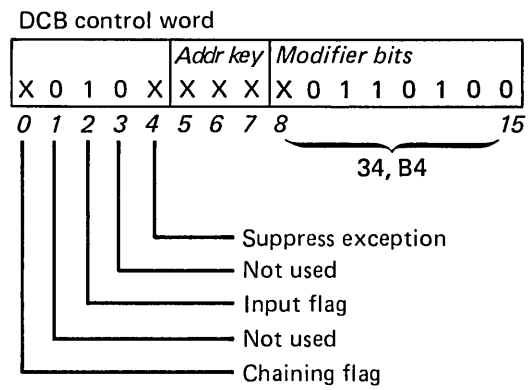 DCB control word
Addr key Modifier bits
X 0 1 0 X X X X X 0 1 1 0 1 0 0
0 1 2 3 4 5 6 7 8 15
34, B4
Suppress exception
Not used
Input flag
Not used
Chaining flag